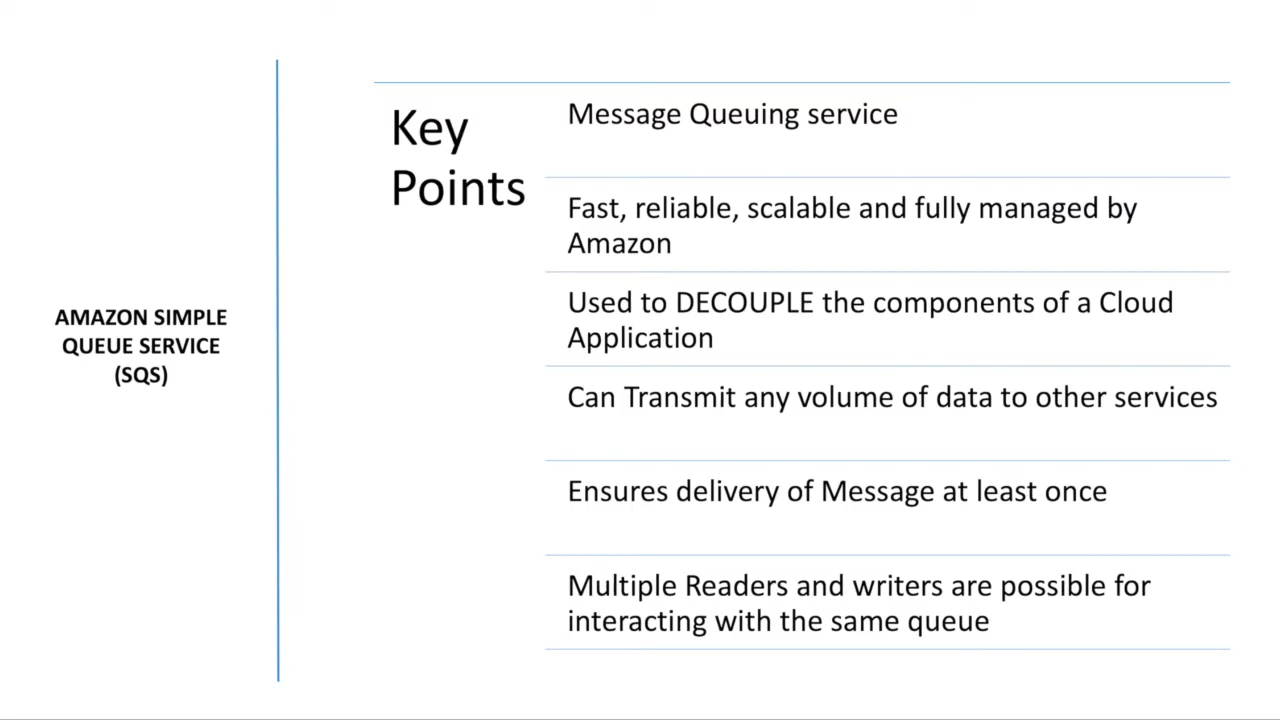 AMAZON SIMPLE
QUEUE SERVICE
(SQS)
Key
Points
Message Queuing service
Fast, reliable, scalable and fully managed by
Amazon
Used to DECOUPLE the components of a Cloud
Application
Can Transmit any volume of data to other services
Ensures delivery of Message at least once
Multiple Readers and writers are possible for
interacting with the same queue